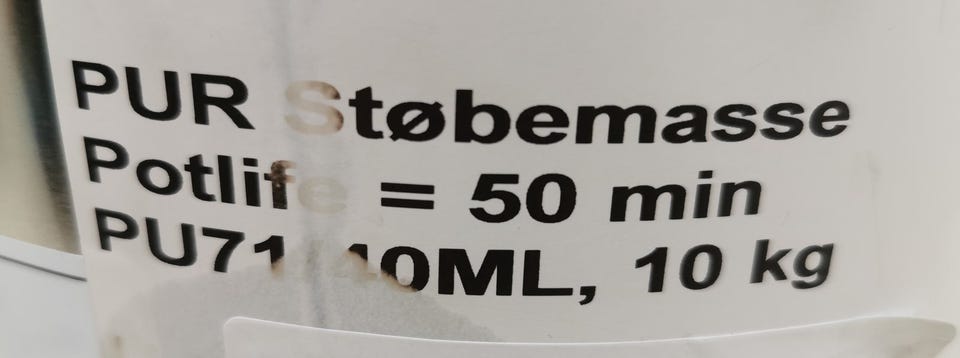 PUR Støbemasse
Potlife = 50 min
10 kg